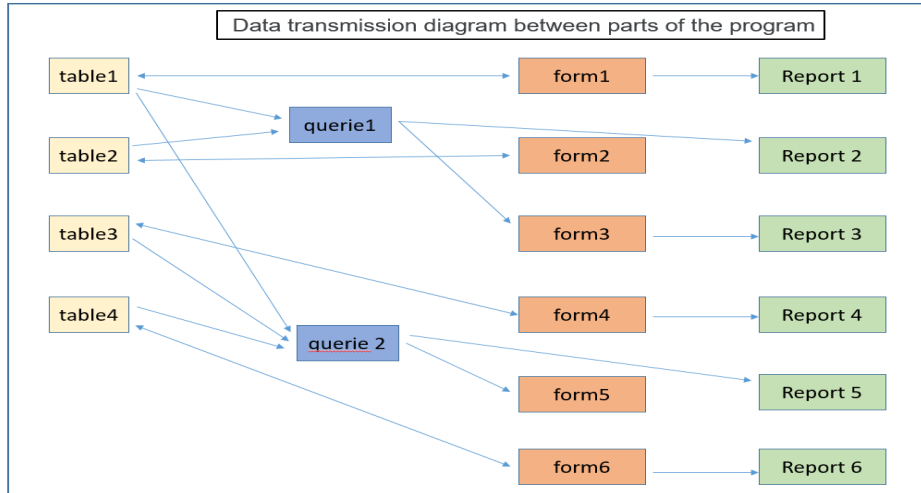 Data transmission diagram between parts of the program
table1
form1
Report 1
querie1
table2
form2
Report 2
table3
form3
Report 3
table4
form4
Report 4
querie 2
form5
Report 5
form6
Report 6